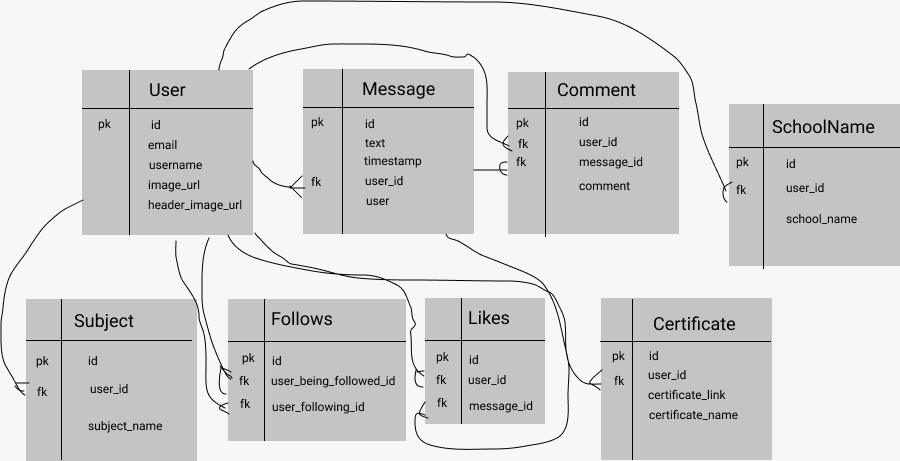 User
pk id
email
username
image_url
header_image_url
Message
pk id
text
timestamp
fk user_id
user
Comment
pk id
fk user_id
fk message_id
comment
SchoolName
pk id
fk user_id
school_name
Subject
pk id
fk user_id
subject_name
Follows
pk id
fk user_being_followed_id
fk user_following_id
Likes
pk id
fk user_id
fk message_id
Certificate
pk id
fk user_id
certificate_link
certificate_name